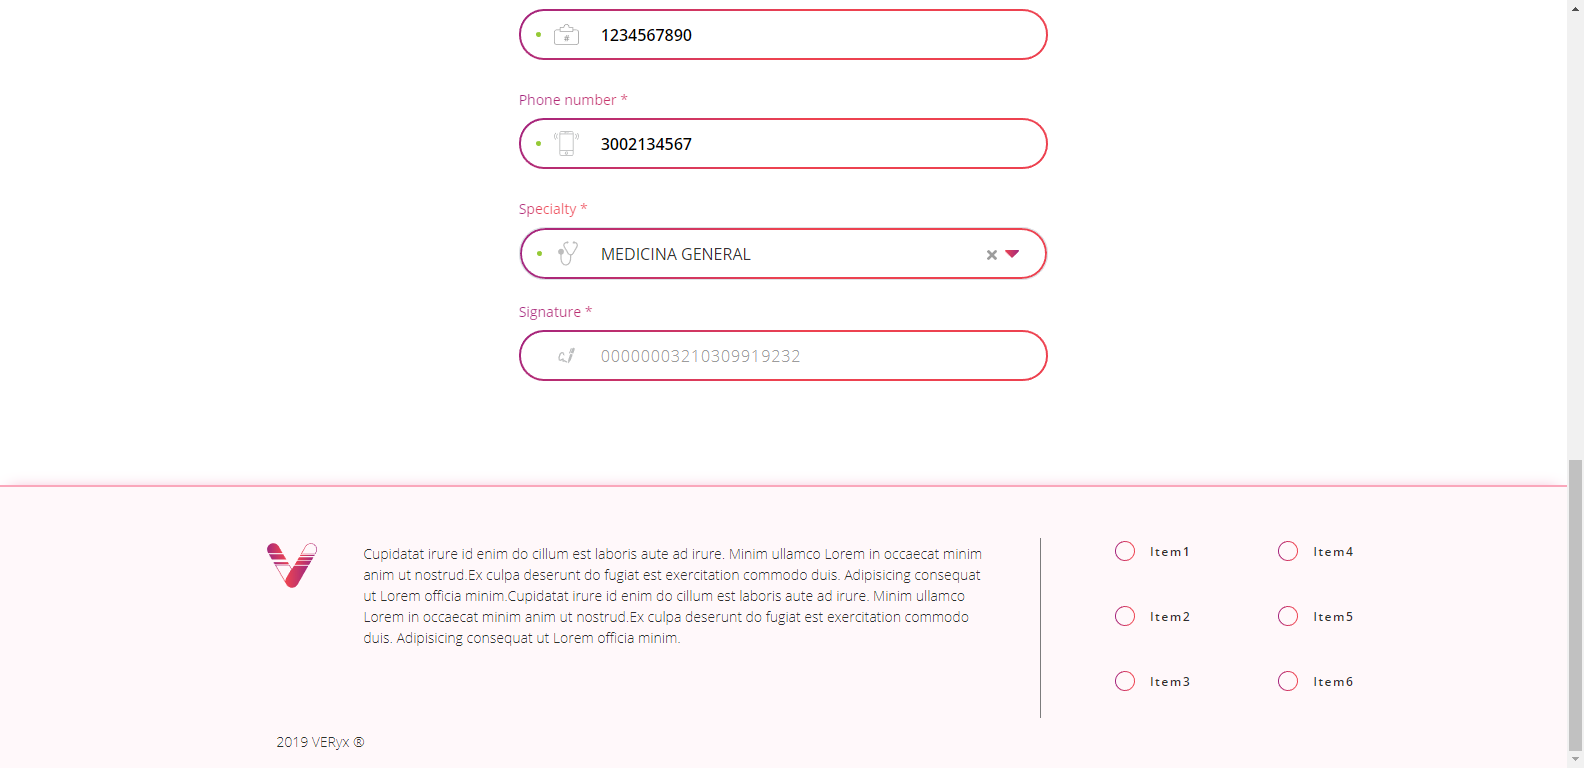 1234567890
Phone number *
3002134567
Specialty *
MEDICINA GENERAL
Signature *
00000003210309919232
Cupidatat irure id enim do cillum est laboris aute ad irure. Minim ullamco Lorem in occaecat minim
anim ut nostrud.Ex culpa deserunt do fugiat est exercitation commodo duis. Adipisicing consequat
ut Lorem officia minim.Cupidatat irure id enim do cillum est laboris aute ad irure. Minim ullamco
Lorem in occaecat minim anim ut nostrud.Ex culpa deserunt do fugiat est exercitation commodo
duis. Adipisicing consequat ut Lorem officia minim.
Item1
Item4
Item2
Item5
Item3
Item6
2019 VERyx ®